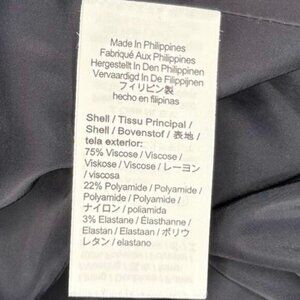 Made In Philippines
Fabriqué Aux Philippines
Hergestellt In Den Philippinen
Vervaardigd In De Filippijnen
フィリピン製
hecho en filipinas
Shell / Tissu Principal /
Shell / Bovenstof / 表地 /
tela exterior:
75% Viscose / Viscose /
Viskose / Viscose / レーヨン
/ viscosa
22% Polyamide / Polyamide /
Polyamid / Polyamide /
ナイロン / poliamida
3% Elastane / Élasthanne /
Elastan / Elastaan / ポリウ
レタン / elastano